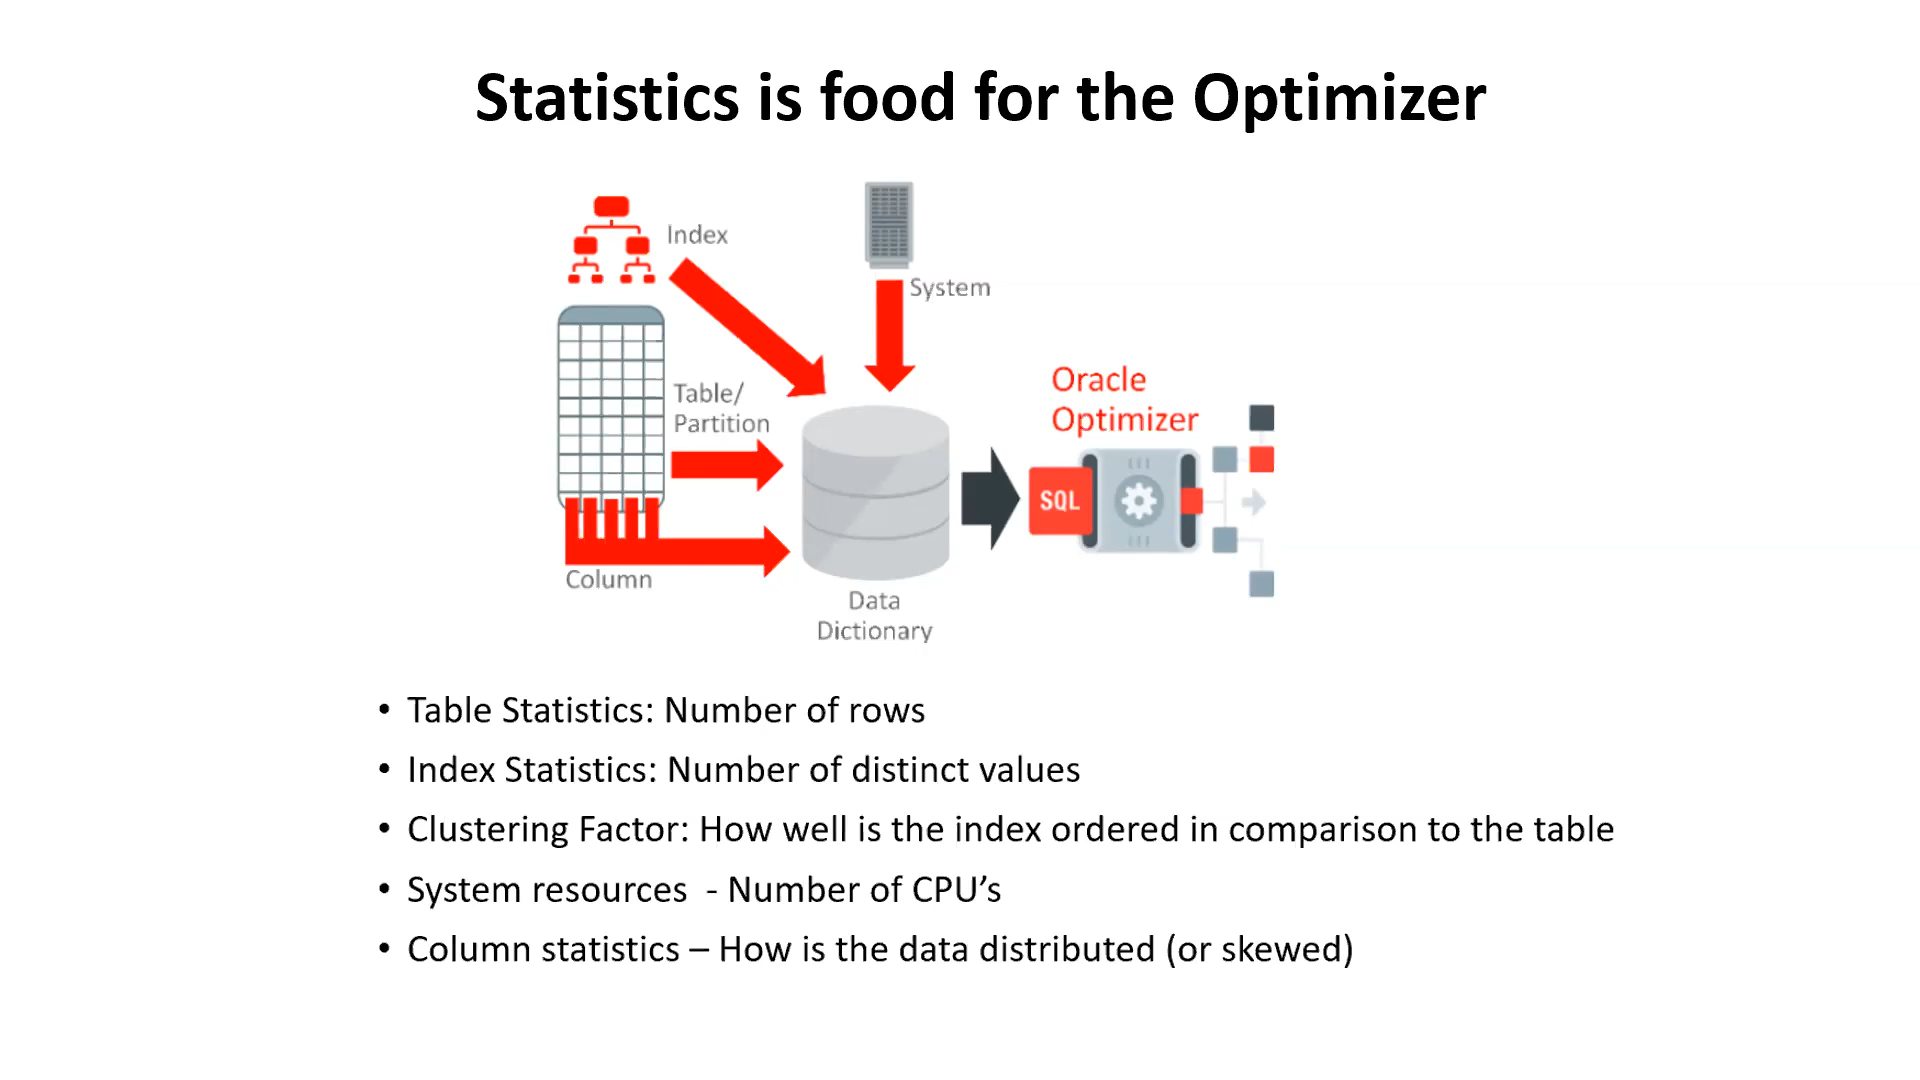 Statistics is food for the Optimizer
Index
System
Table/
Partition
Oracle
Optimizer
SQL
Column
Data
Dictionary
• Table Statistics: Number of rows
• Index Statistics: Number of distinct values
• Clustering Factor: How well is the index ordered in comparison to the table
• System resources  - Number of CPU’s
• Column statistics – How is the data distributed (or skewed)